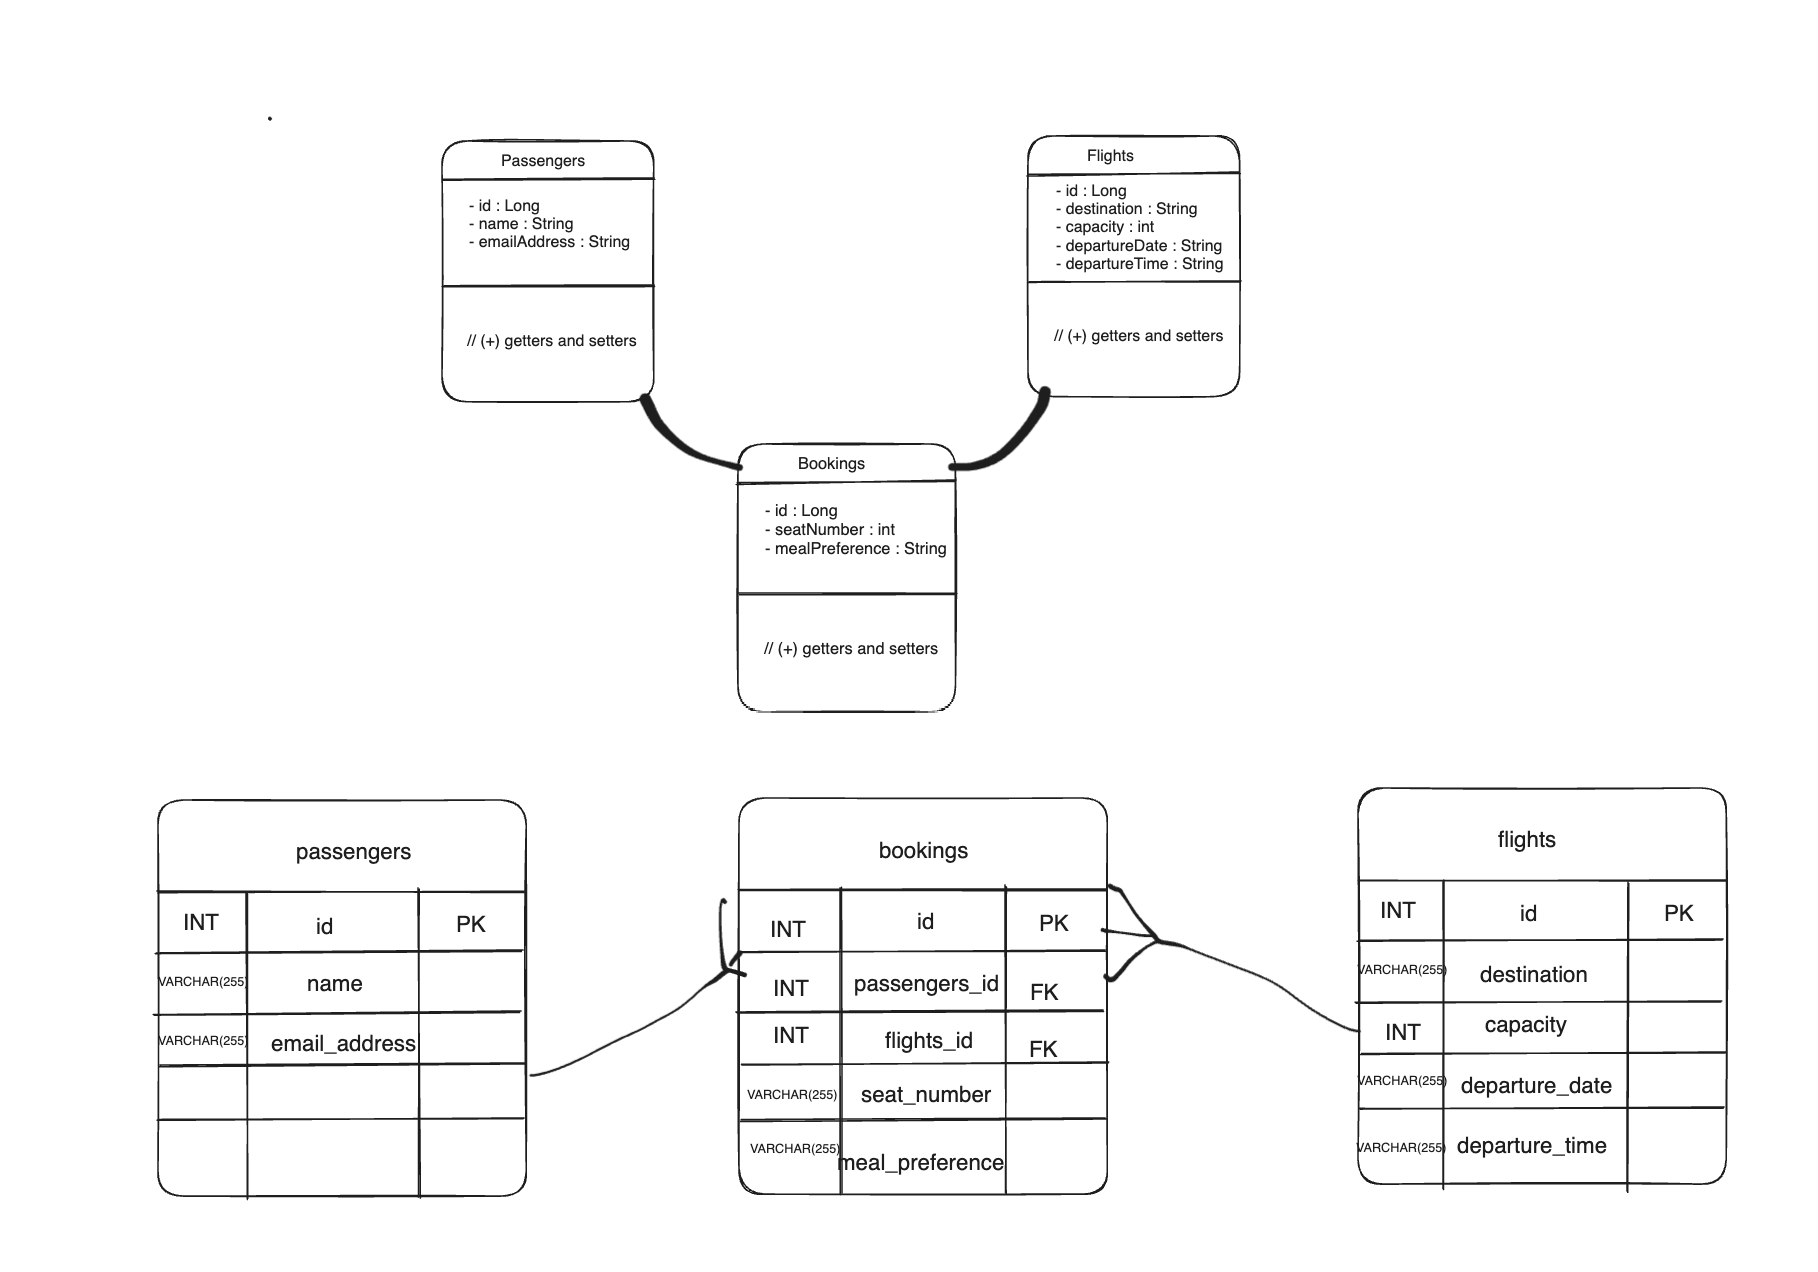 Passengers
- id : Long
- name : String
- emailAddress : String
// (+) getters and setters
Flights
- id : Long
- destination : String
- capacity : int
- departureDate : String
- departureTime : String
// (+) getters and setters
Bookings
- id : Long
- seatNumber : int
- mealPreference : String
// (+) getters and setters
passengers
INT id PK
VARCHAR(255) name
VARCHAR(255) email_address
bookings
INT id PK
INT passengers_id FK
INT flights_id FK
VARCHAR(255) seat_number
VARCHAR(255) meal_preference
flights
INT id PK
VARCHAR(255) destination
INT capacity
VARCHAR(255) departure_date
VARCHAR(255) departure_time